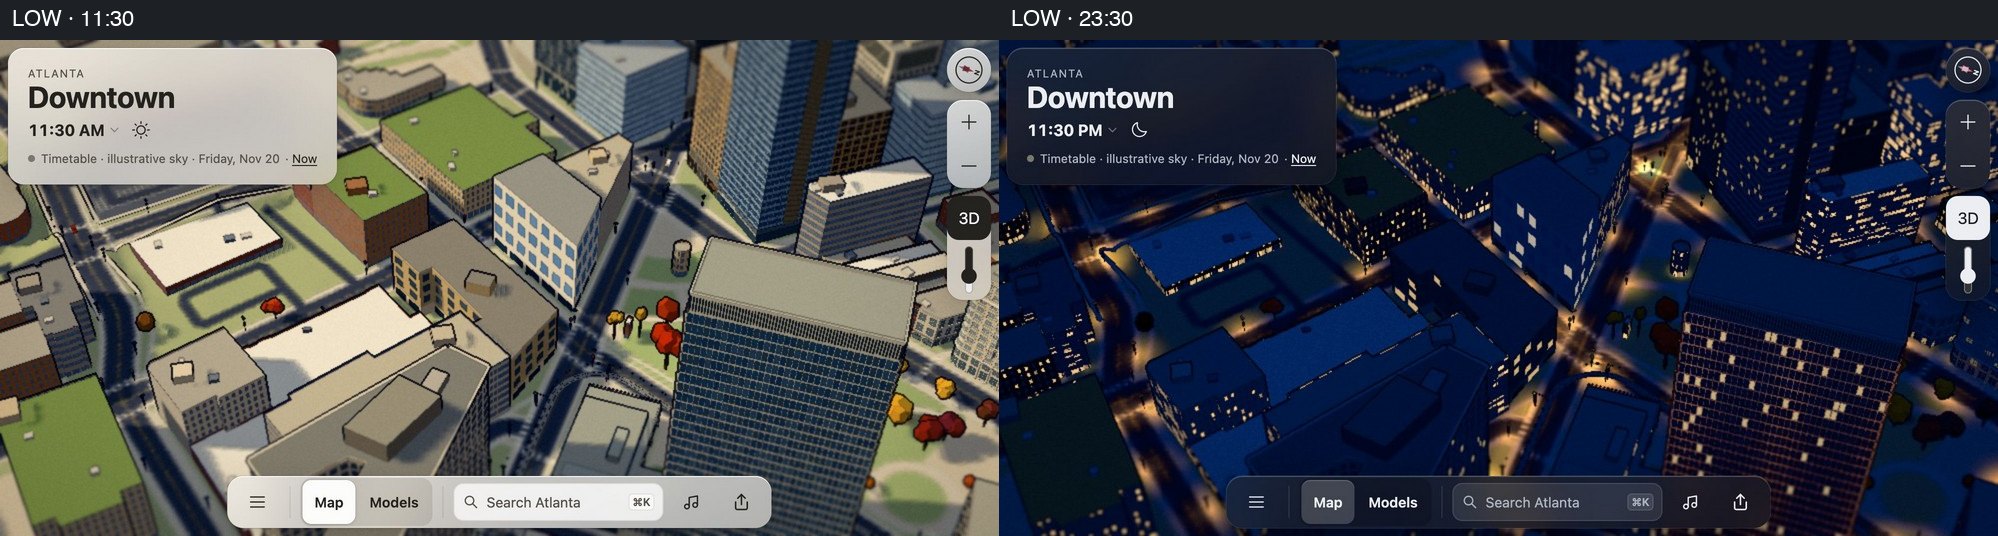 LOW · 11:30
ATLANTA
Downtown
11:30 AM
Timetable · illustrative sky · Friday, Nov 20 · Now
N
3D
Map
Models
Search Atlanta
⌘K
LOW · 23:30
ATLANTA
Downtown
11:30 PM
Timetable · illustrative sky · Friday, Nov 20 · Now
N
3D
Map
Models
Search Atlanta
⌘K